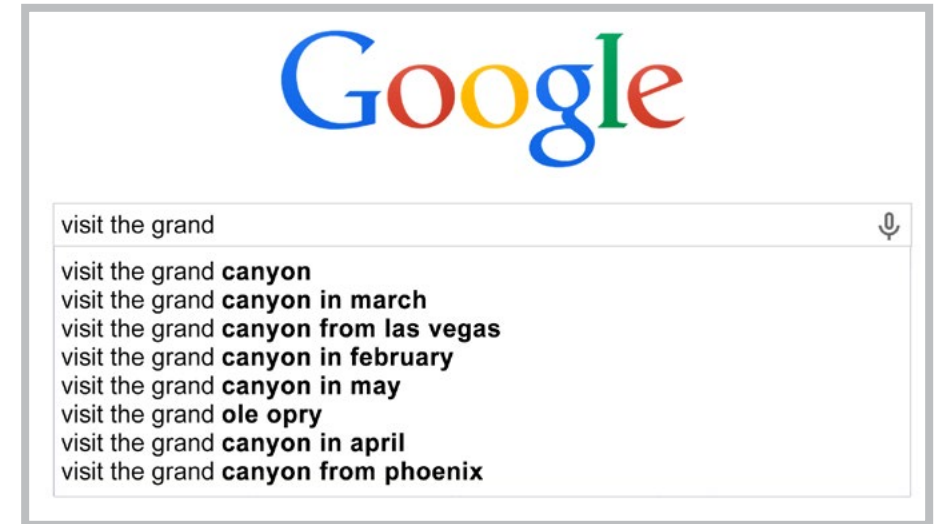 Google
visit the grand
visit the grand canyon
visit the grand canyon in march
visit the grand canyon from las vegas
visit the grand canyon in february
visit the grand canyon in may
visit the grand ole opry
visit the grand canyon in april
visit the grand canyon from phoenix